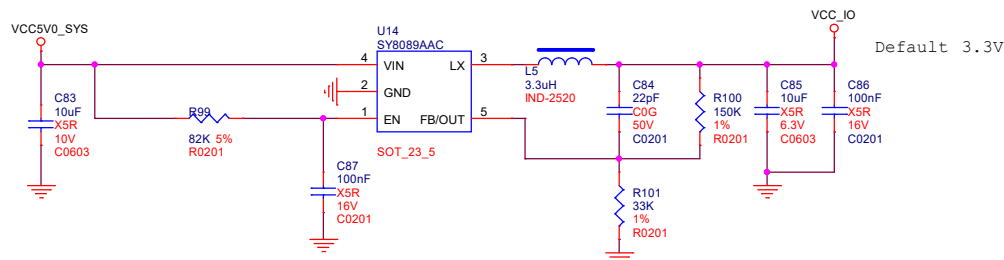 VCC5V0_SYS
VCC_IO
Default 3.3V
U14
SY8089AAC
4
VIN
LX
3
2
GND
1
EN
FB/OUT
5
SOT_23_5
L5
3.3uH
IND-2520
C83
10uF
X5R
10V
C0603
R99
82K 5%
R0201
C87
100nF
X5R
16V
C0201
C84
22pF
C0G
50V
C0201
R100
150K
1%
R0201
C85
10uF
X5R
6.3V
C0603
C86
100nF
X5R
16V
C0201
R101
33K
1%
R0201